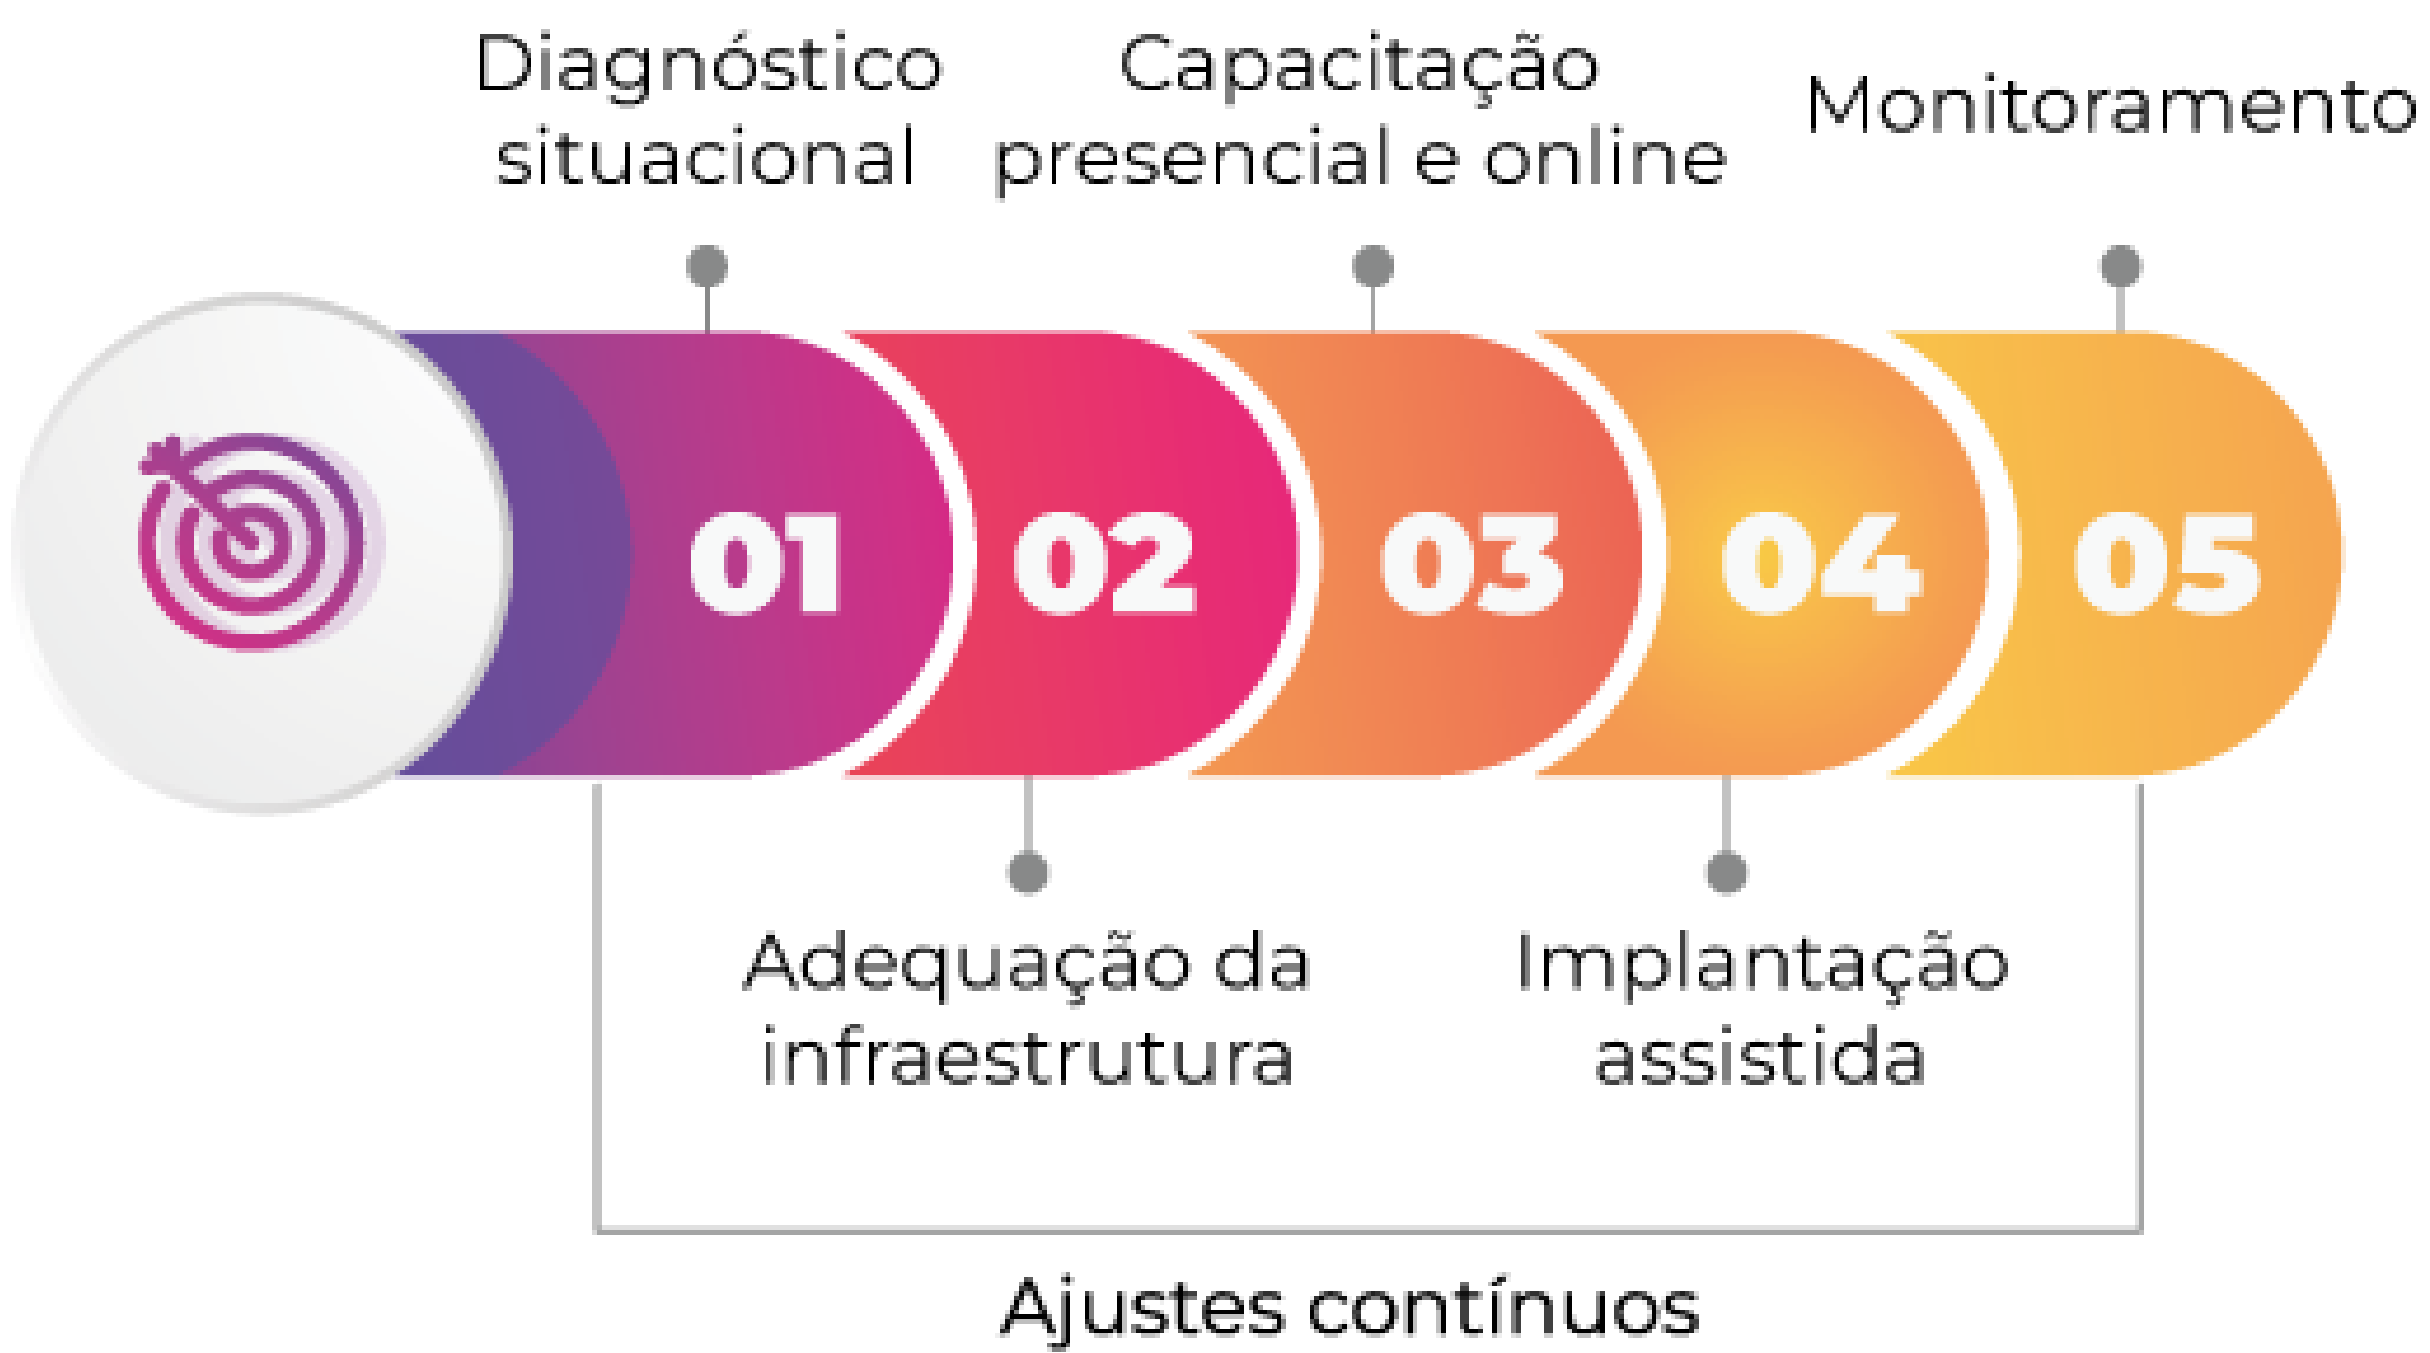 Diagnóstico
situacional
Capacitação
presencial e online
Monitoramento
01
02
03
04
05
Adequação da
infraestrutura
Implantação
assistida
Ajustes contínuos